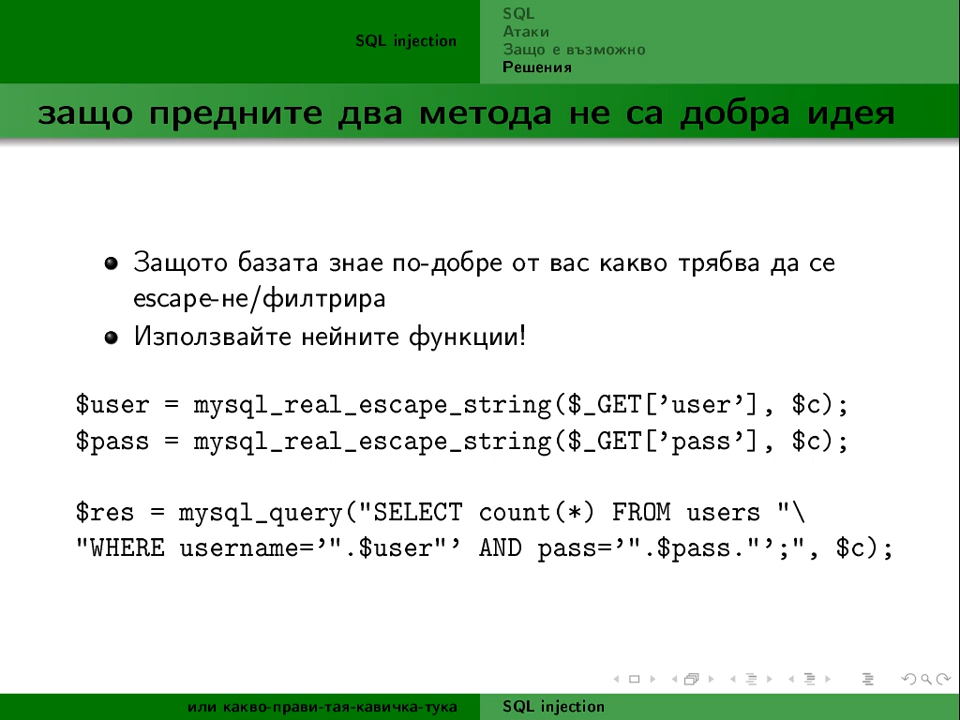 SQL injection
SQL
Атаки
Защо е възможно
Решения
защо предните два метода не са добра идея
Защото базата знае по-добре от вас какво трябва да се
escape-не/филтрира
Използвайте нейните функции!
$user = mysql_real_escape_string($_GET[’user’], $c);
$pass = mysql_real_escape_string($_GET[’pass’], $c);
$res = mysql_query("SELECT count(*) FROM users "\
"WHERE username=’".$user"’ AND pass=’".$pass."’;", $c);
или какво-прави-тая-кавичка-тука
SQL injection